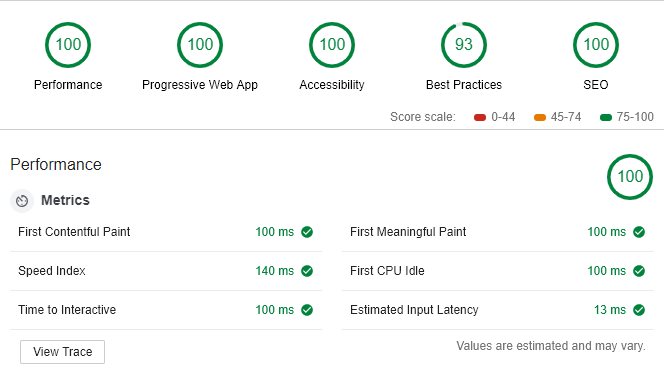 100 100 100 93 100
Performance Progressive Web App Accessibility Best Practices SEO
Score scale: 0-44 45-74 75-100
Performance 100
Metrics
First Contentful Paint 100 ms First Meaningful Paint 100 ms
Speed Index 140 ms First CPU Idle 100 ms
Time to Interactive 100 ms Estimated Input Latency 13 ms
View Trace Values are estimated and may vary.